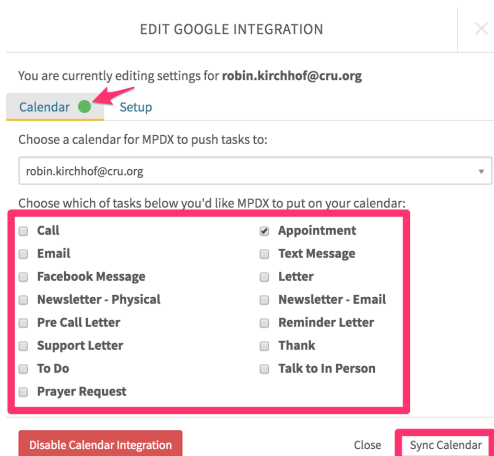 EDIT GOOGLE INTEGRATION
You are currently editing settings for robin.kirchhof@cru.org
Calendar Setup
Choose a calendar for MPDX to push tasks to:
robin.kirchhof@cru.org
Choose which of tasks below you'd like MPDX to put on your calendar:
Call Appointment
Email Text Message
Facebook Message Letter
Newsletter - Physical Newsletter - Email
Pre Call Letter Reminder Letter
Support Letter Thank
To Do Talk to In Person
Prayer Request
Disable Calendar Integration Close Sync Calendar